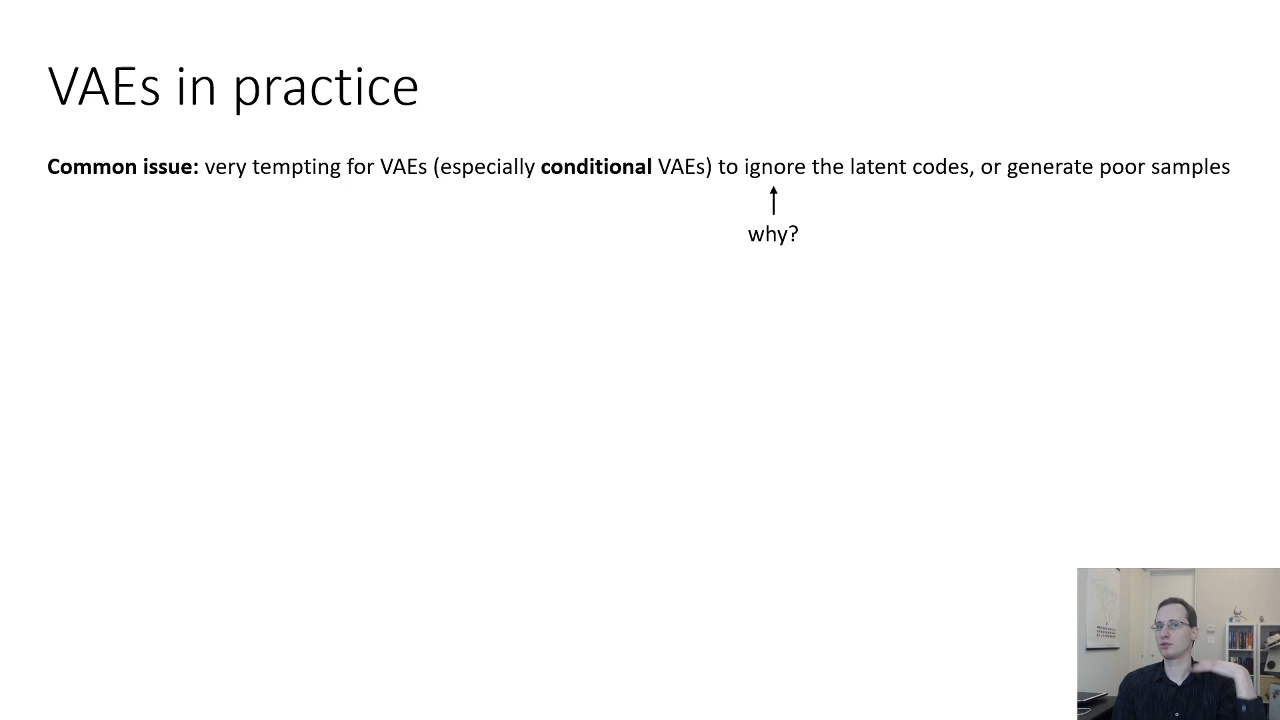 VAEs in practice
Common issue: very tempting for VAEs (especially conditional VAEs) to ignore the latent codes, or generate poor samples
why?